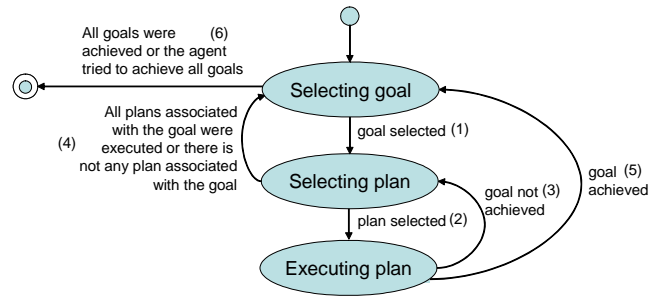 All goals were (6)
achieved or the agent
tried to achieve all goals
Selecting goal
All plans associated
with the goal were
(4) executed or there is
not any plan associated
with the goal
goal selected (1)
Selecting plan
goal not (3)
achieved
goal (5)
achieved
plan selected (2)
Executing plan